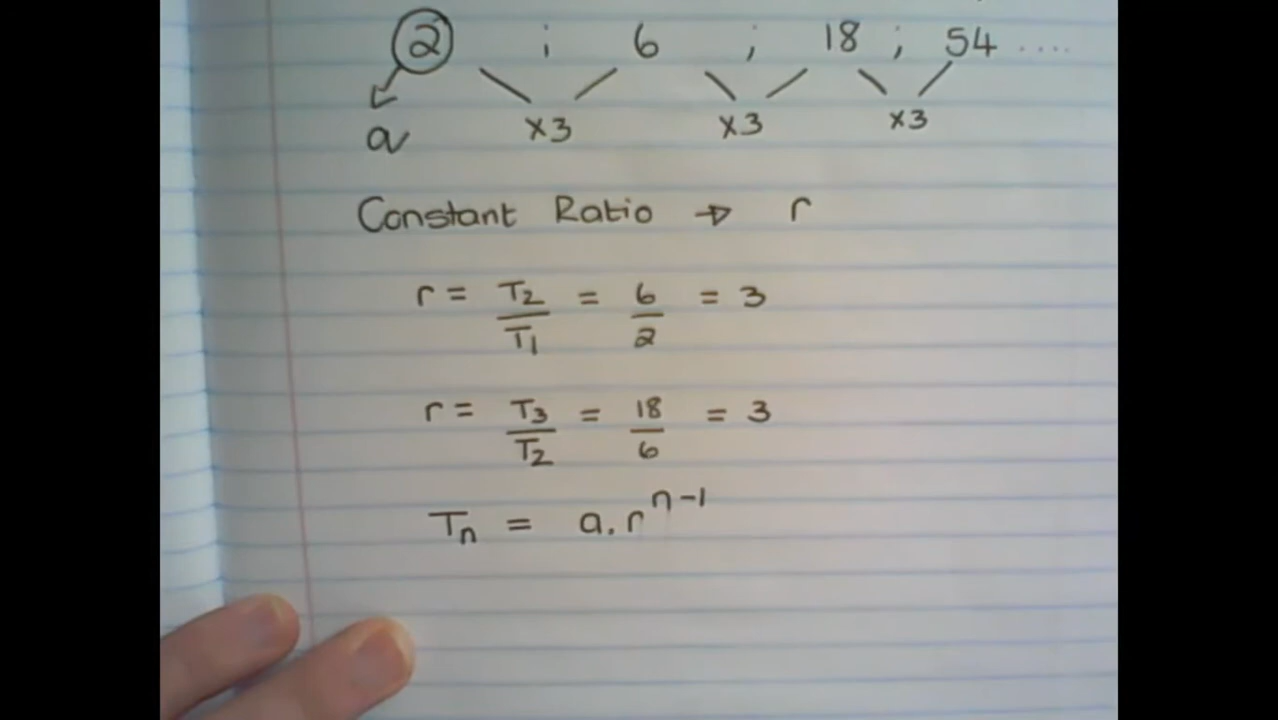 2 ; 6 ; 18 ; 54 ....
a ×3 ×3 ×3
Constant Ratio → r
r = T₂/T₁ = 6/2 = 3
r = T₃/T₂ = 18/6 = 3
Tₙ = a.rⁿ⁻¹